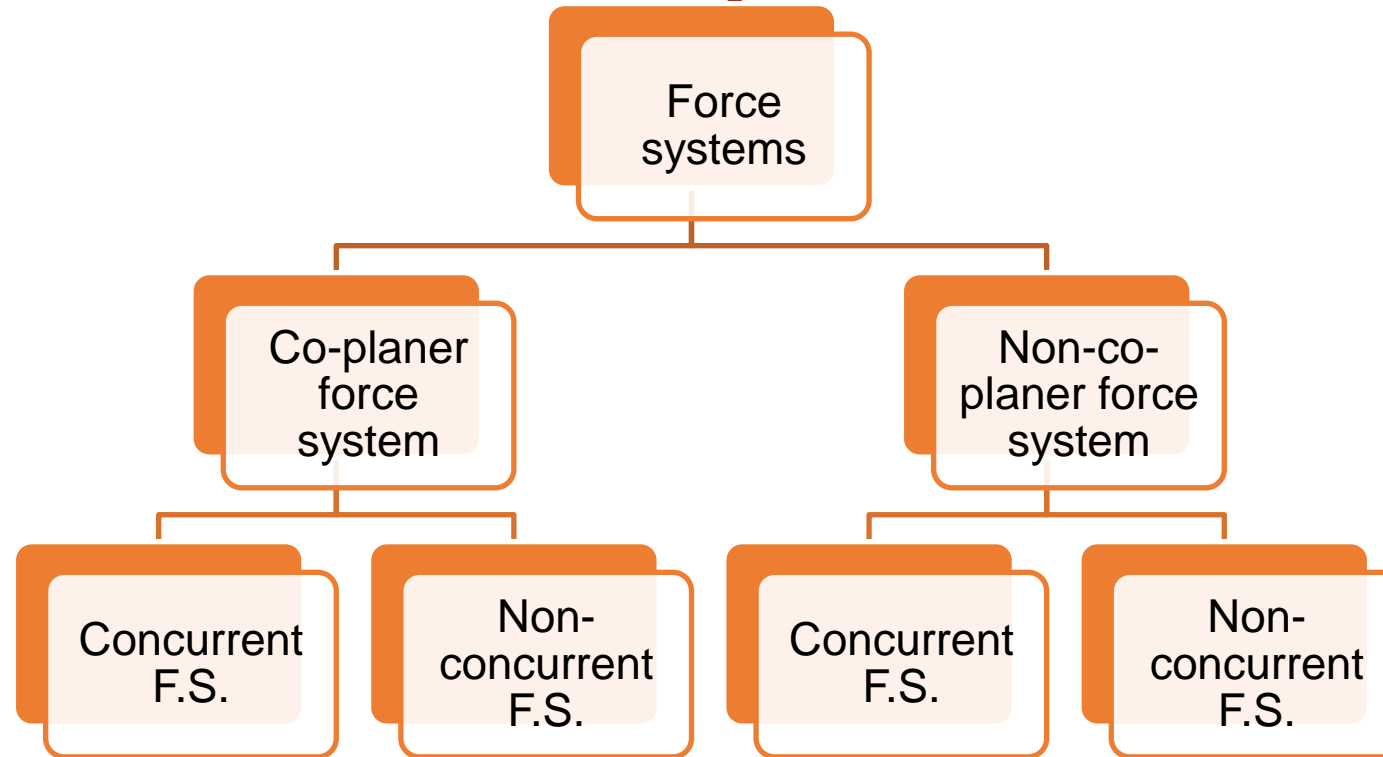 Force
systems
Co-planer
force
system
Non-co-
planer force
system
Concurrent
F.S.
Non-
concurrent
F.S.
Concurrent
F.S.
Non-
concurrent
F.S.